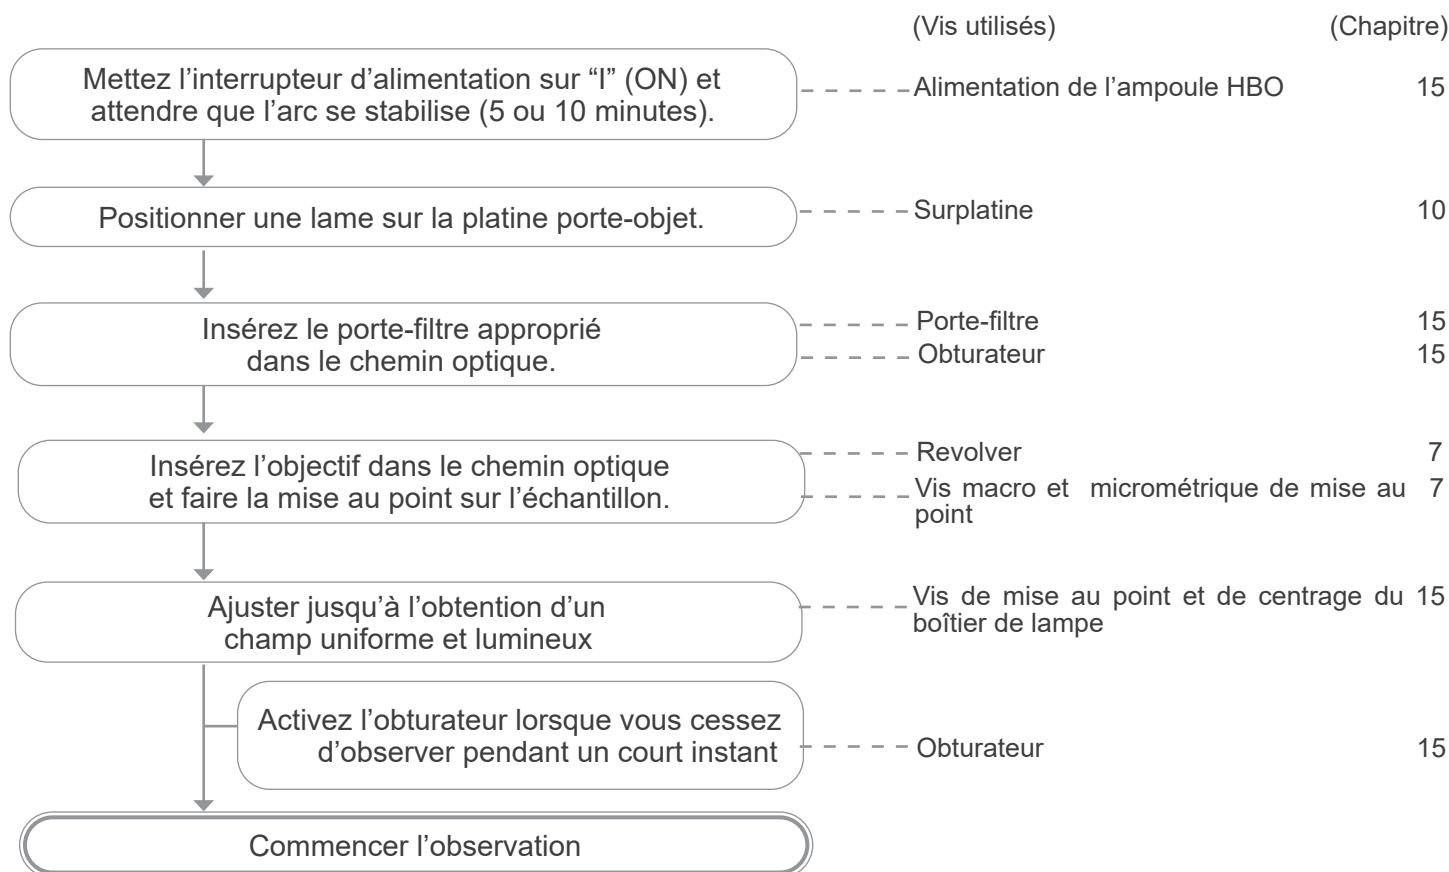 (Vis utilisés) (Chapitre)
Mettez l’interrupteur d’alimentation sur “I” (ON) et
attendre que l’arc se stabilise (5 ou 10 minutes).
Alimentation de l’ampoule HBO 15
Positionner une lame sur la platine porte-objet.
Surplatine 10
Insérez le porte-filtre approprié
dans le chemin optique.
Porte-filtre 15
Obturateur 15
Insérez l’objectif dans le chemin optique
et faire la mise au point sur l’échantillon.
Revolver 7
Vis macro et micrométrique de mise au 7
point
Ajuster jusqu’à l’obtention d’un
champ uniforme et lumineux
Vis de mise au point et de centrage du 15
boîtier de lampe
Activez l’obturateur lorsque vous cessez
d’observer pendant un court instant
Obturateur 15
Commencer l’observation